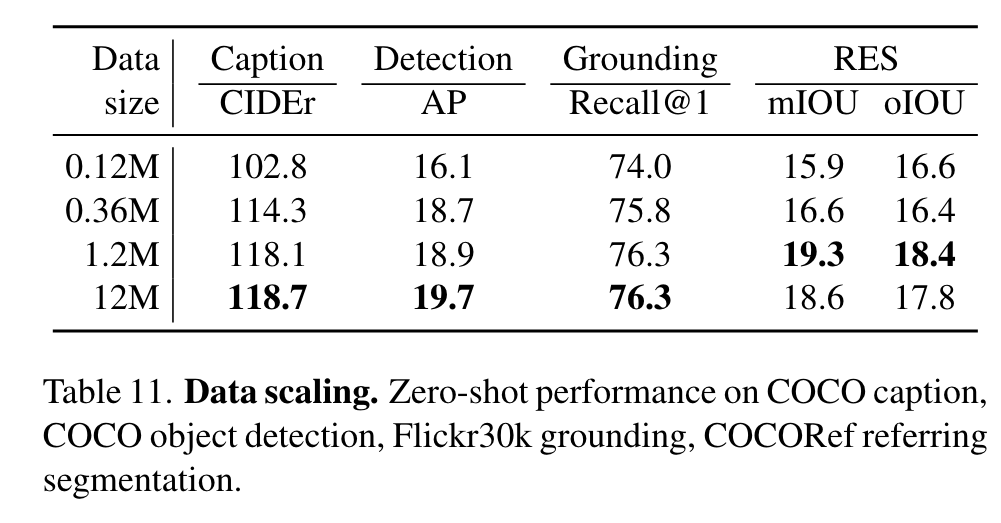 Data Caption Detection Grounding RES
size CIDEr AP Recall@1 mIOU oIOU
0.12M 102.8 16.1 74.0 15.9 16.6
0.36M 114.3 18.7 75.8 16.6 16.4
1.2M 118.1 18.9 76.3 19.3 18.4
12M 118.7 19.7 76.3 18.6 17.8
Table 11. Data scaling. Zero-shot performance on COCO caption,
COCO object detection, Flickr30k grounding, COCORef referring
segmentation.